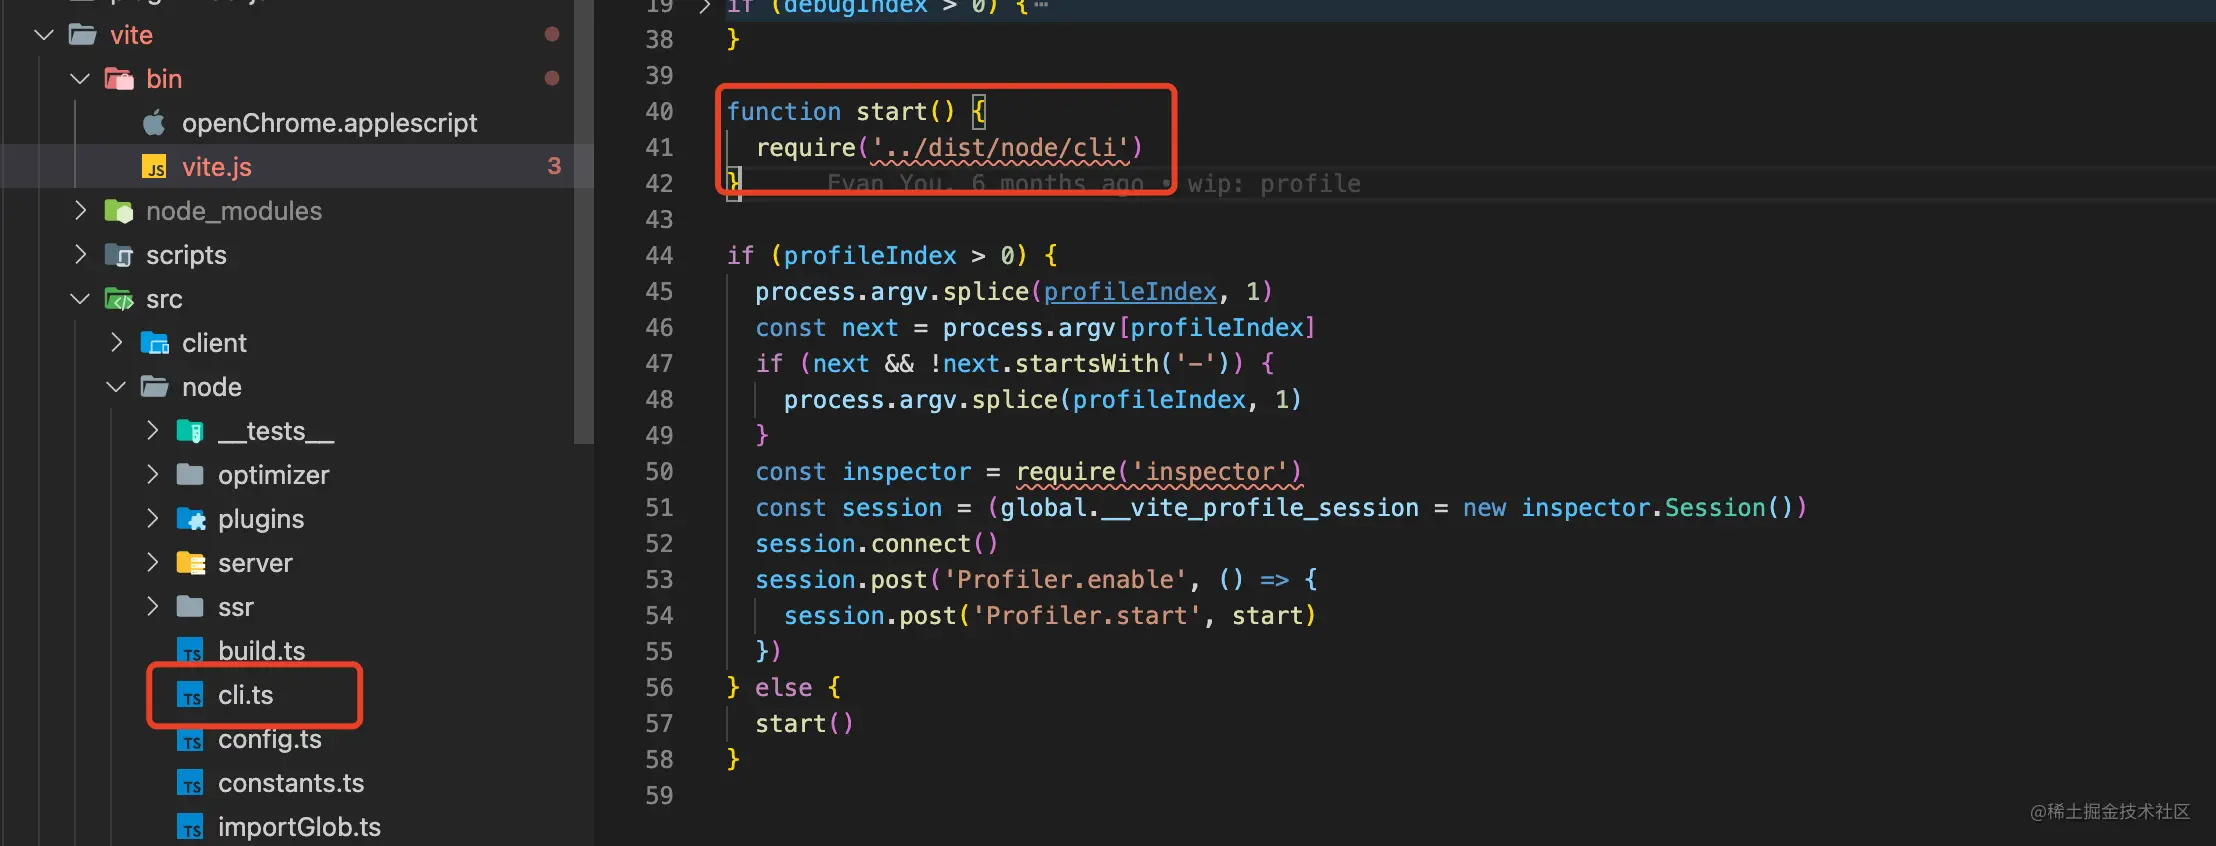 vite
bin
openChrome.applescript
vite.js 3
node_modules
scripts
src
client
node
__tests__
optimizer
plugins
server
ssr
build.ts
cli.ts
config.ts
constants.ts
importGlob.ts
19 if (debugIndex > 0) {…
38 }
39
40 function start() {
41 require('../dist/node/cli')
42 } Evan You, 6 months ago • wip: profile
43
44 if (profileIndex > 0) {
45 process.argv.splice(profileIndex, 1)
46 const next = process.argv[profileIndex]
47 if (next && !next.startsWith('-')) {
48 process.argv.splice(profileIndex, 1)
49 }
50 const inspector = require('inspector')
51 const session = (global.__vite_profile_session = new inspector.Session())
52 session.connect()
53 session.post('Profiler.enable', () => {
54 session.post('Profiler.start', start)
55 })
56 } else {
57 start()
58 }
59
@稀土掘金技术社区